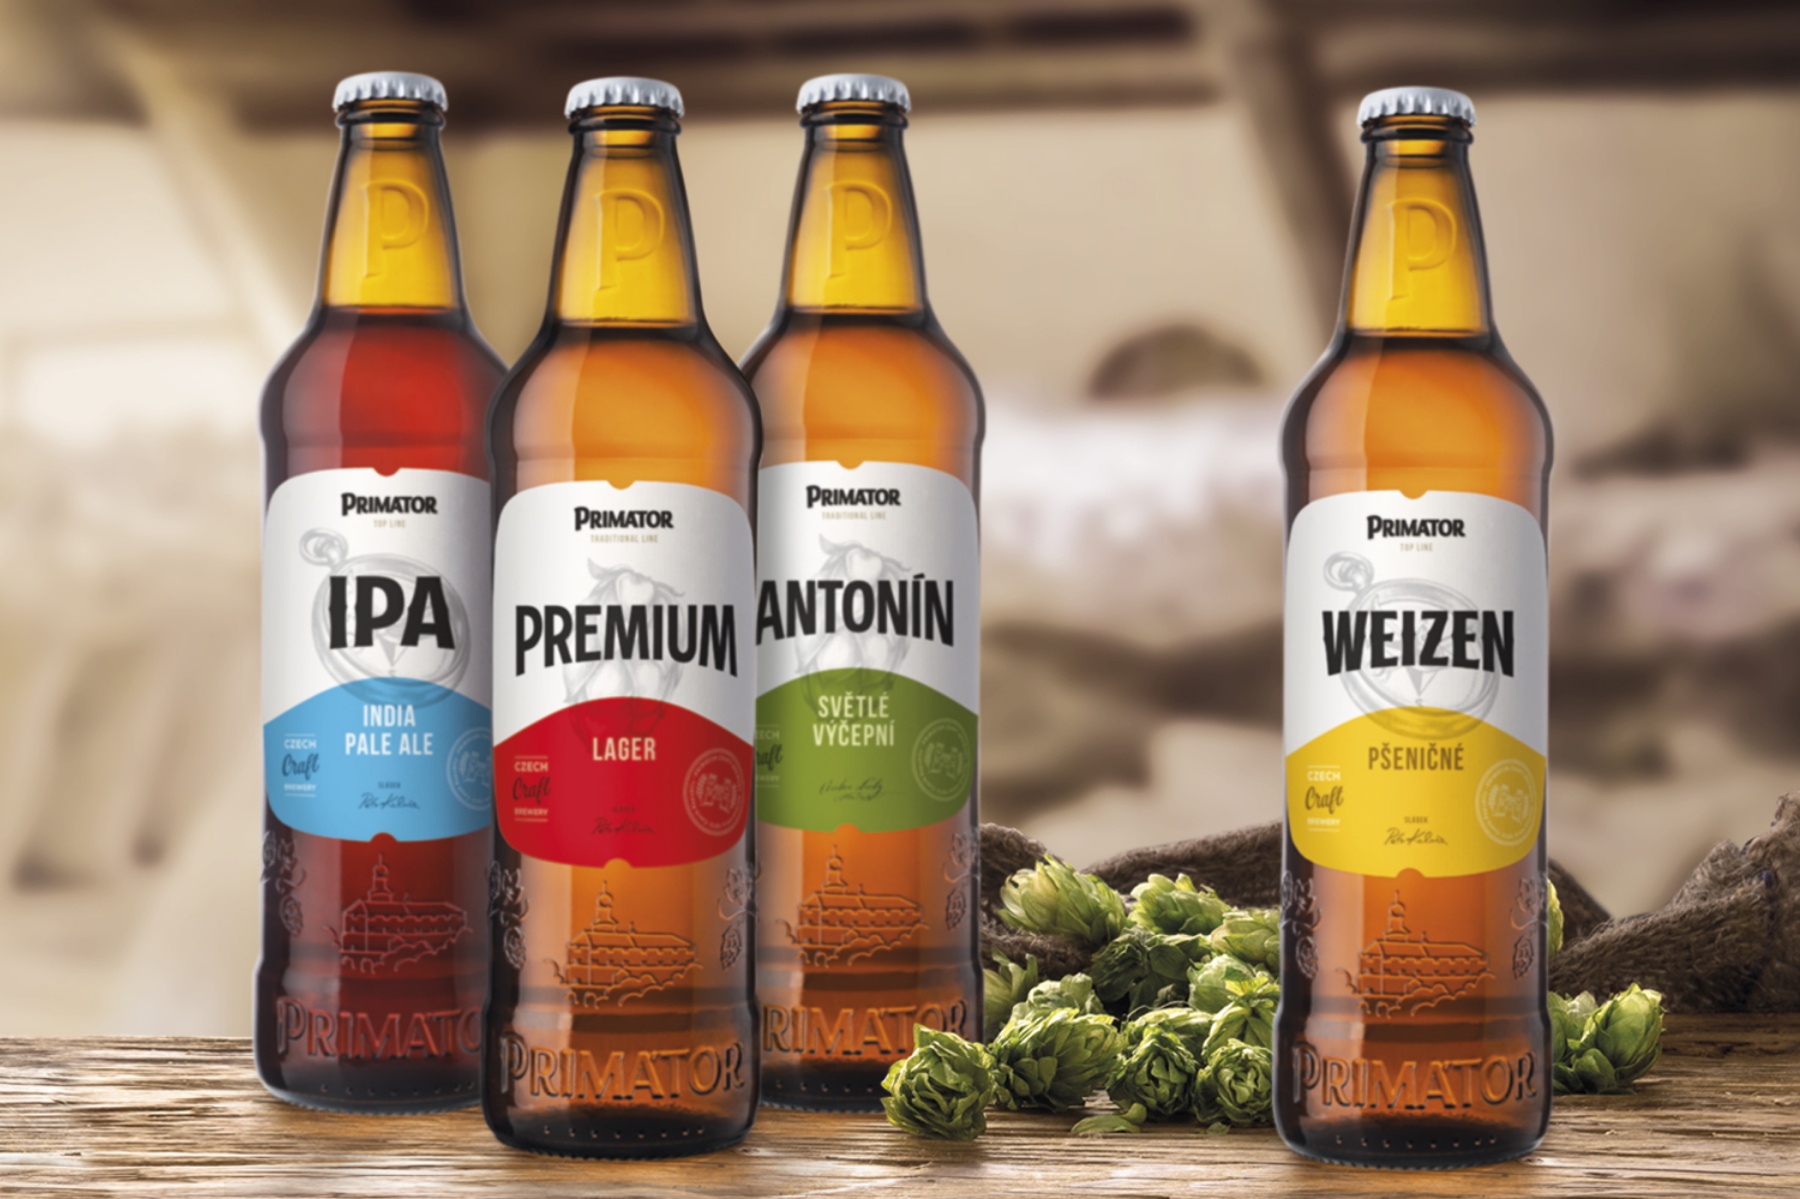 P
PRIMATOR
TOP LINE
IPA
INDIA
PALE ALE
CZECH
Craft
BREWERY
SLÁDEK
PRIMATOR
P
PRIMATOR
TRADITIONAL LINE
PREMIUM
LAGER
CZECH
Craft
BREWERY
PRIMATOR
P
PRIMATOR
TRADITIONAL LINE
ANTONÍN
SVĚTLÉ
VÝČEPNÍ
PRIMATOR
P
PRIMATOR
TOP LINE
WEIZEN
PŠENIČNÉ
CZECH
Craft
BREWERY
SLÁDEK
PRIMATOR